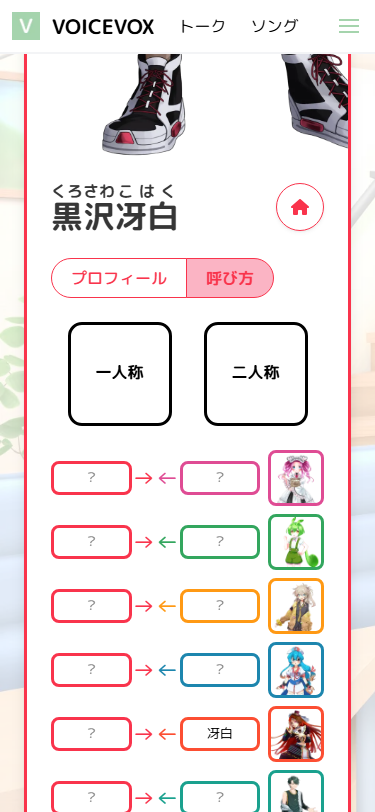 V VOICEVOX トーク ソング
くろさわこはく
黒沢冴白
プロフィール 呼び方
一人称 二人称
? → ← ?
? → ← ?
? → ← ?
? → ← ?
? → ← 冴白
? → ← ?